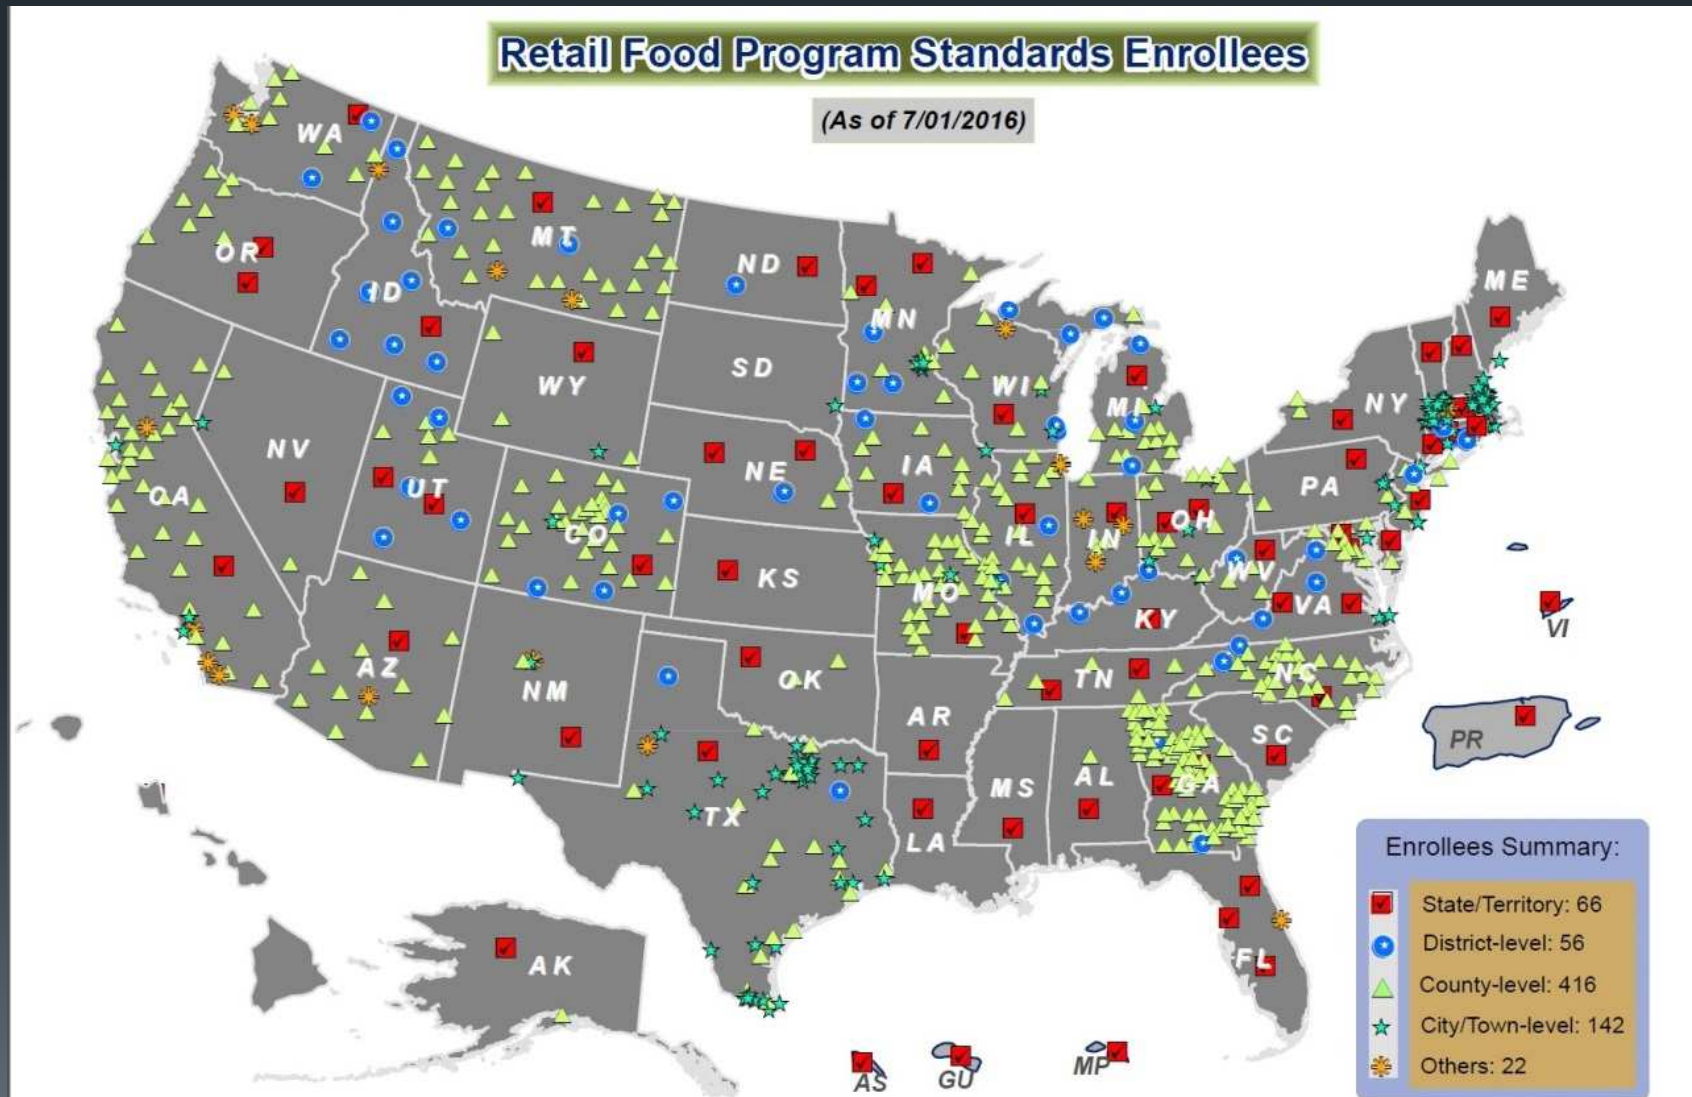 Retail Food Program Standards Enrollees
(As of 7/01/2016)
WA
MT
ND
MN
ME
OR
ID
SD
WI
MI
NY
WY
NV
UT
NE
IA
PA
CA
CO
IL
IN
OH
KS
MO
WV
VA
KY
VI
AZ
NM
OK
TN
NC
AR
SC
PR
TX
MS
AL
GA
LA
AK
FL
AS
GU
MP
Enrollees Summary:
State/Territory: 66
District-level: 56
County-level: 416
City/Town-level: 142
Others: 22